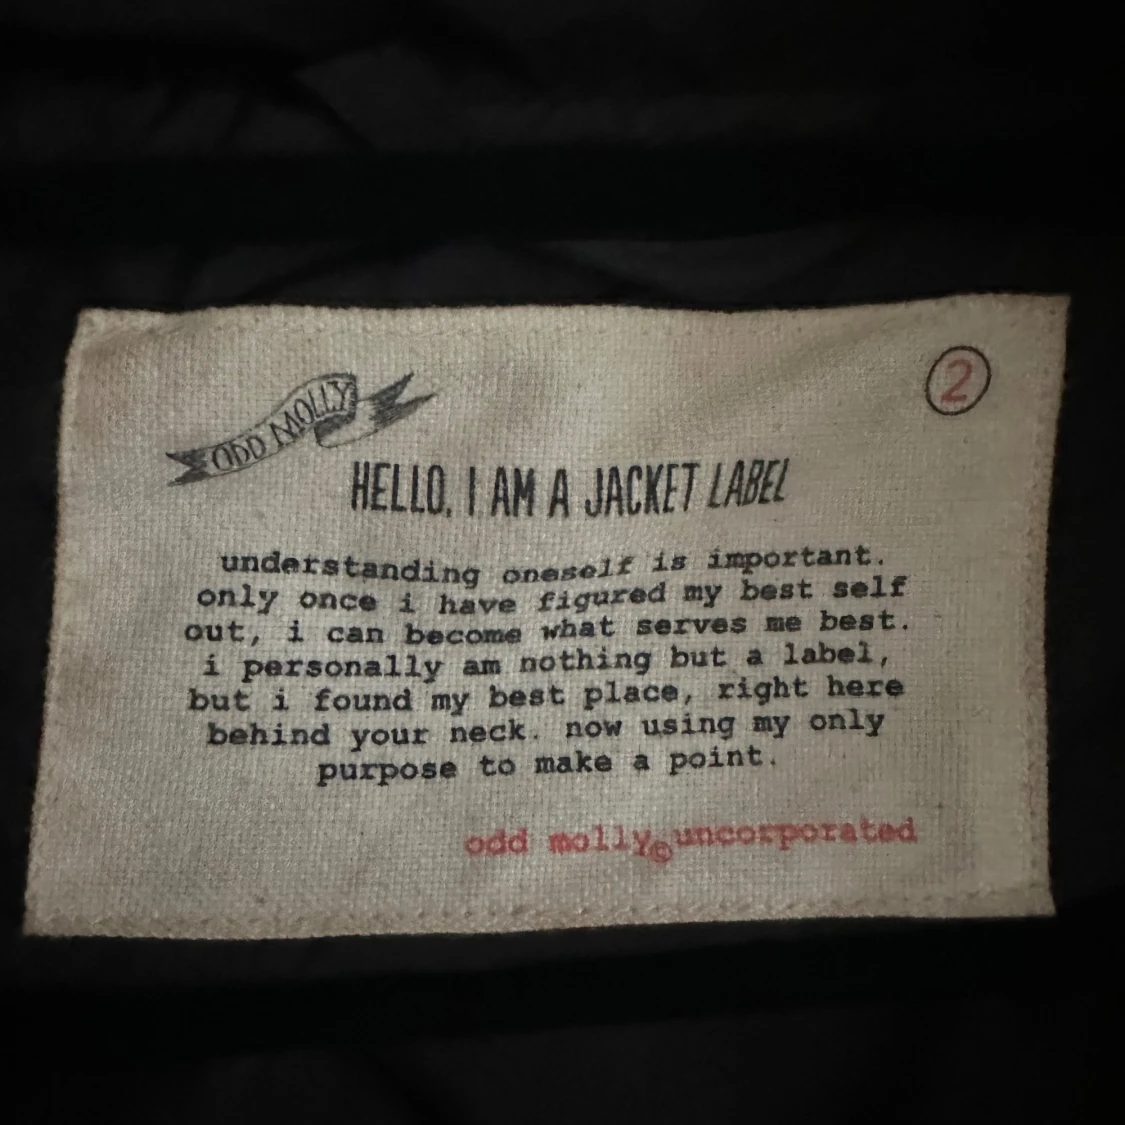 ODD MOLLY
2
HELLO, I AM A JACKET LABEL
understanding oneself is important.
only once i have figured my best self
out, i can become what serves me best.
i personally am nothing but a label,
but i found my best place, right here
behind your neck. now using my only
purpose to make a point.
odd molly©uncorporated